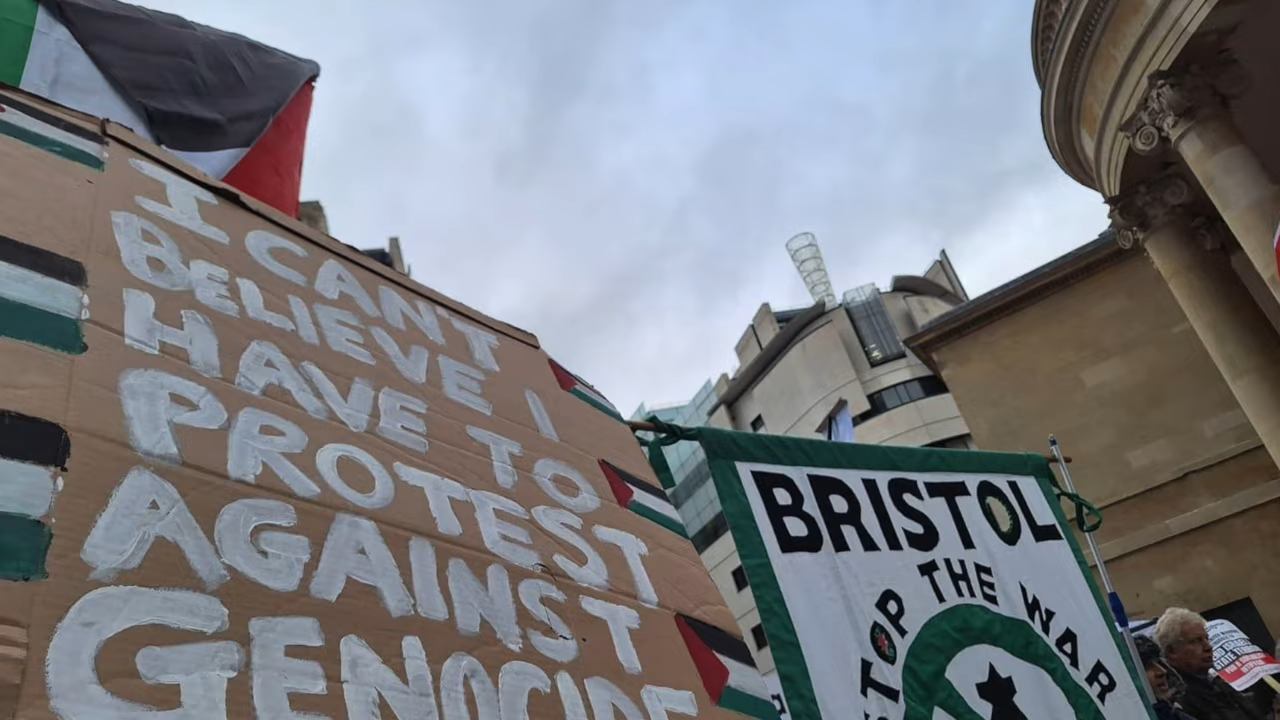 I CAN'T
BELIEVE I
HAVE TO
PROTEST
AGAINST
GENOCIDE
BRISTOL
STOP THE WAR